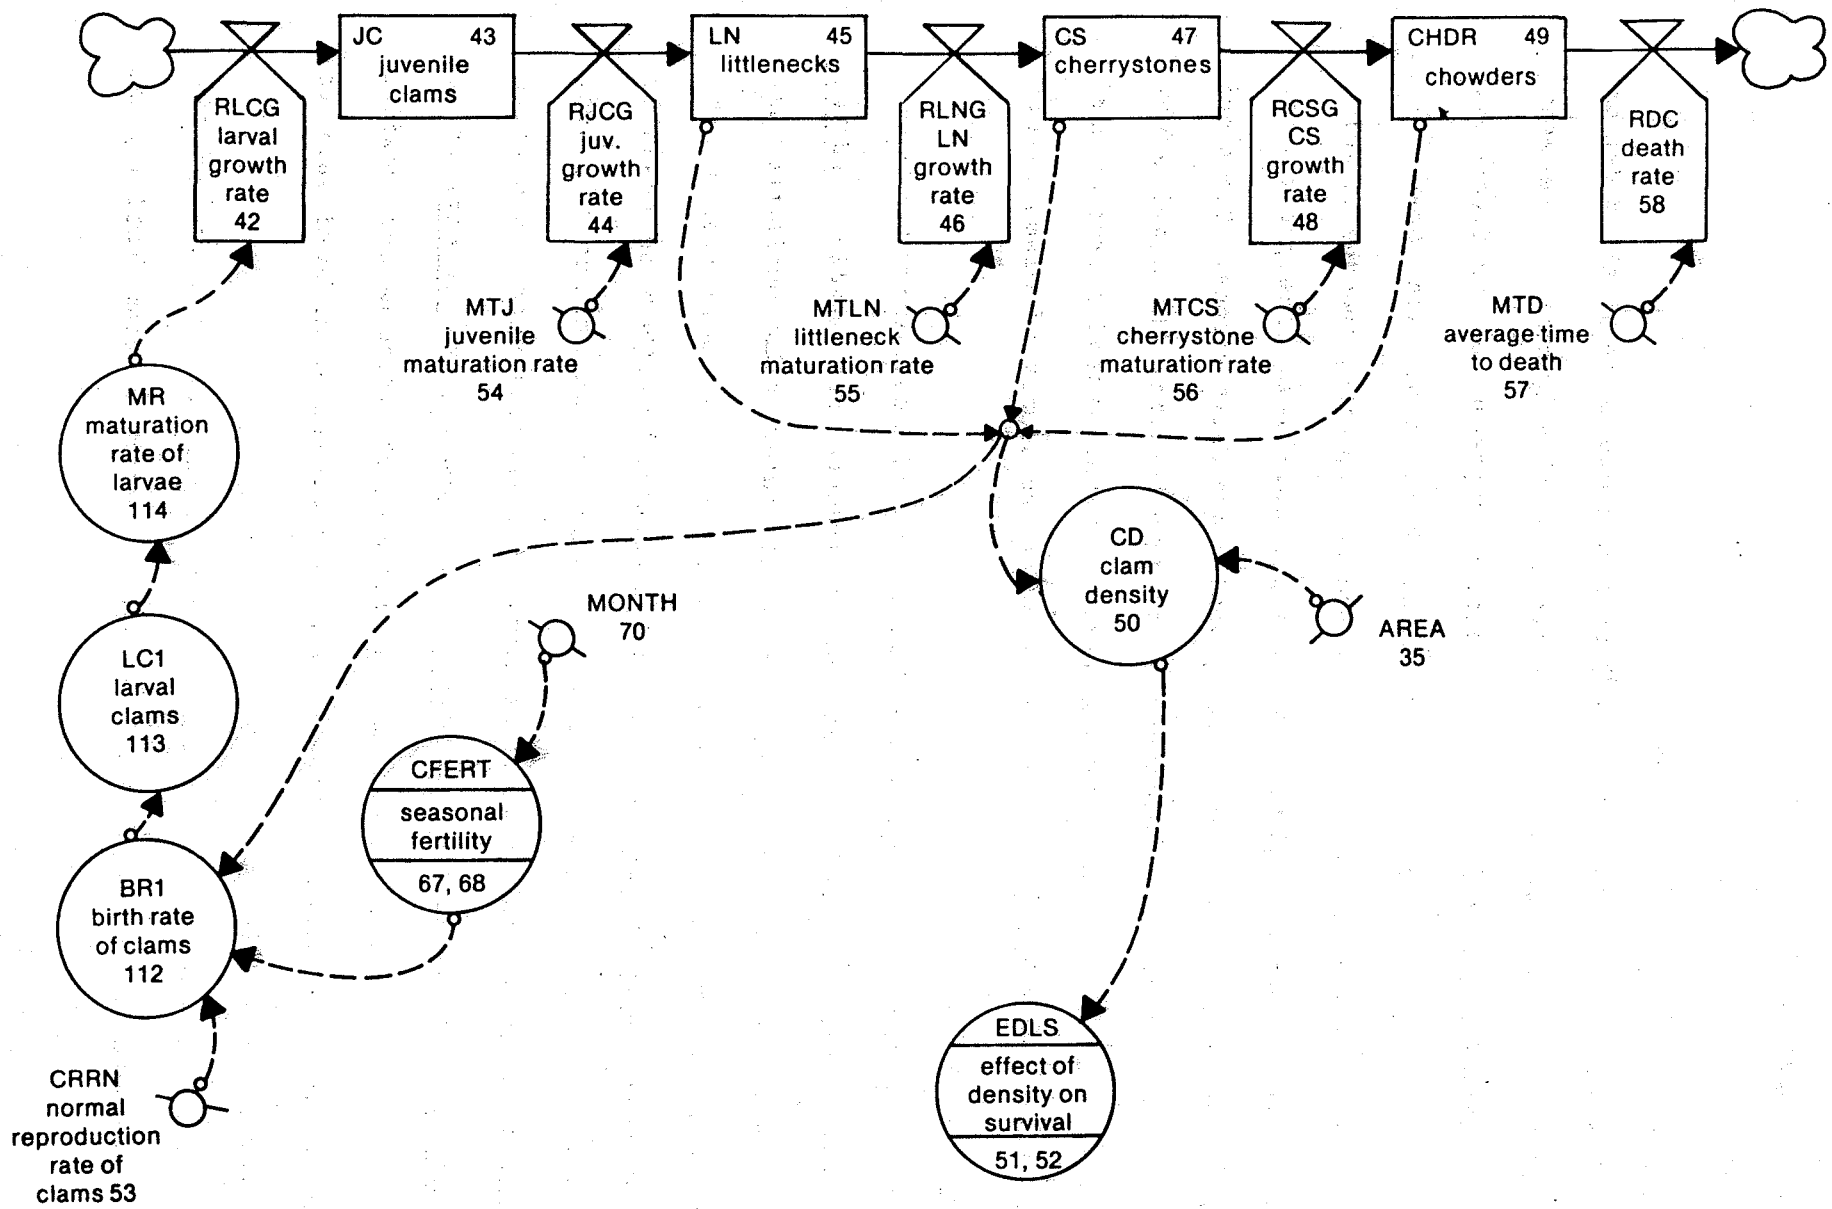 JC 43
juvenile
clams
LN 45
littlenecks
CS 47
cherrystones
CHDR 49
chowders
RLCG
larval
growth
rate
42
RJCG
juv.
growth
rate
44
RLNG
LN
growth
rate
46
RCSG
CS
growth
rate
48
RDC
death
rate
58
MTJ
juvenile
maturation rate
54
MTLN
littleneck
maturation rate
55
MTCS
cherrystone
maturation rate
56
MTD
average time
to death
57
MR
maturation
rate of
larvae
114
CD
clam
density
50
MONTH
70
AREA
35
LC1
larval
clams
113
CFERT
seasonal
fertility
67, 68
BR1
birth rate
of clams
112
EDLS
effect of
density on
survival
51, 52
CRRN
normal
reproduction
rate of
clams 53